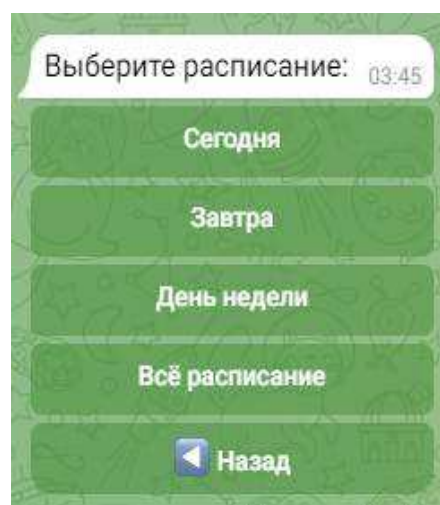 Выберите расписание: 03:45
Сегодня
Завтра
День недели
Всё расписание
Назад